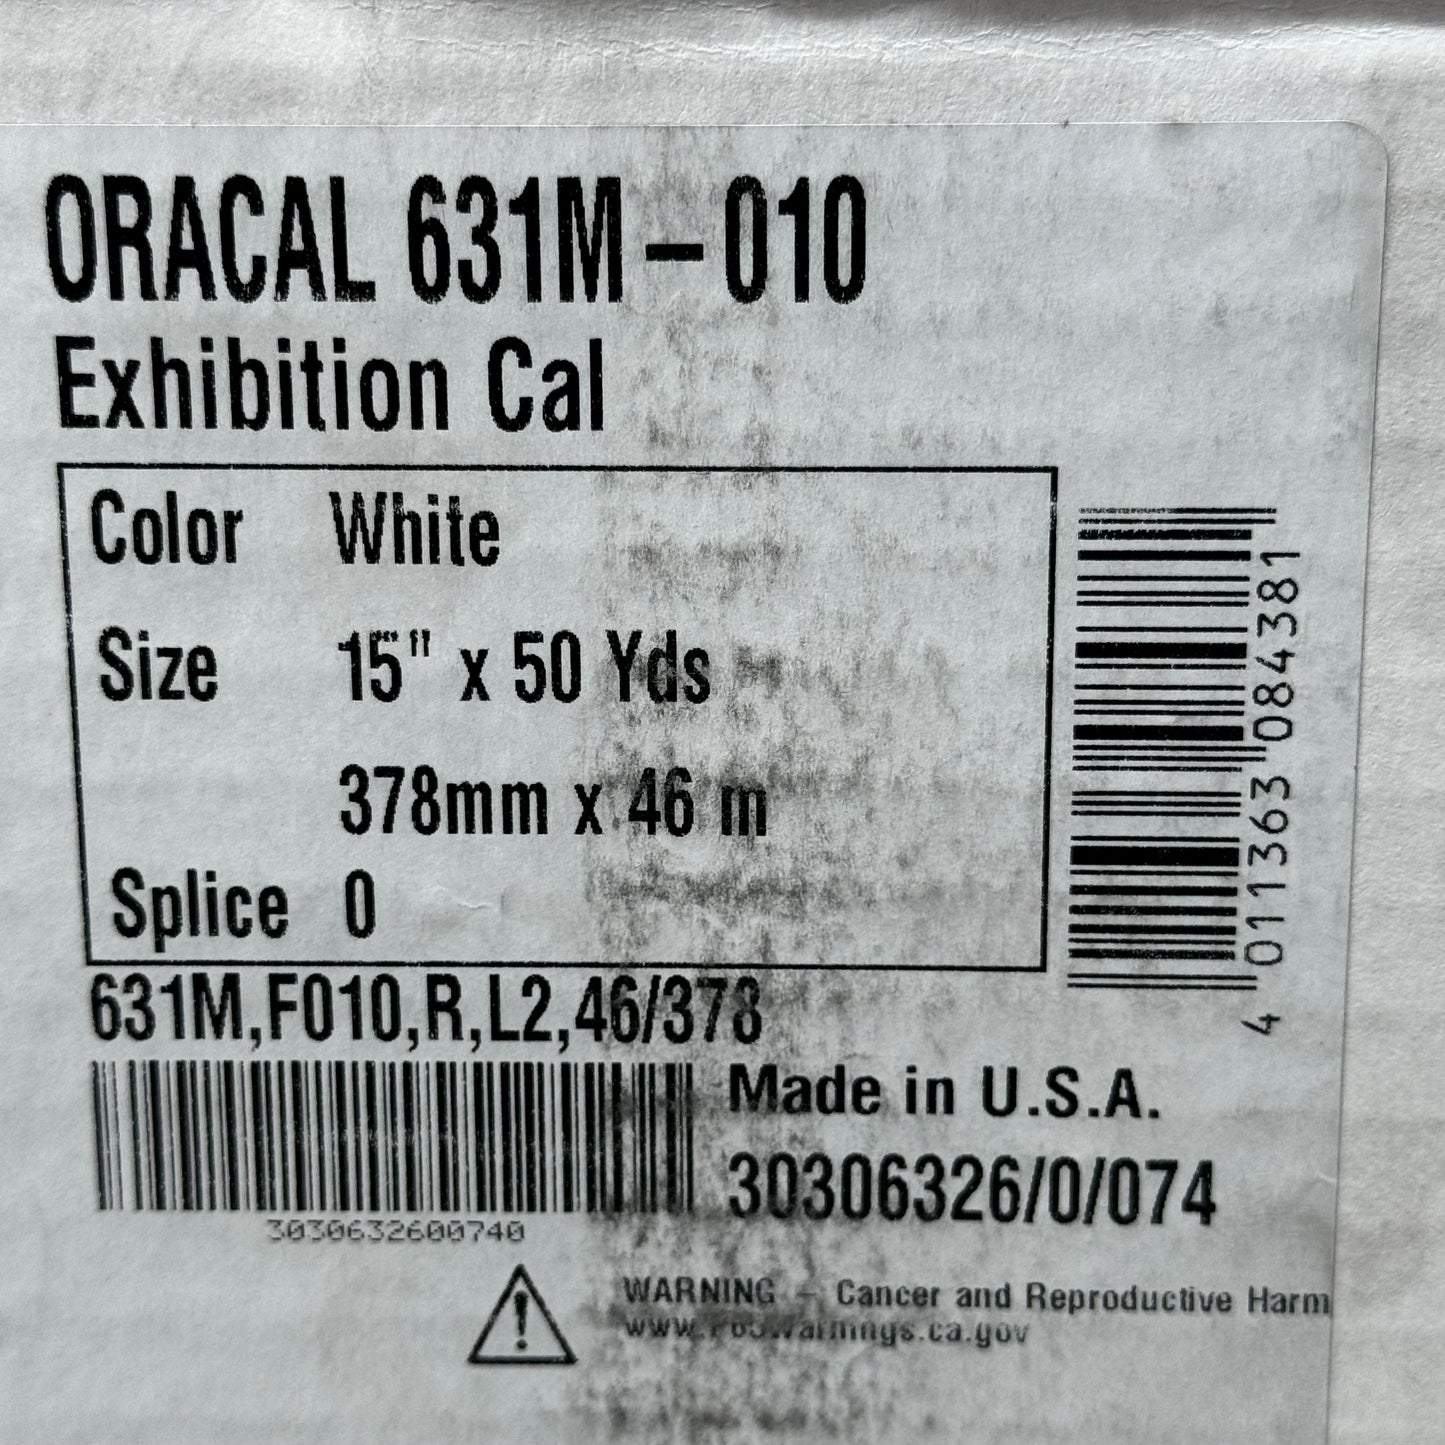 ORACAL 631M-010
Exhibition Cal
Color White
Size 15" x 50 Yds
378mm x 46 m
Splice 0
631M,F010,R,L2,46/378
4 011363 084381
Made in U.S.A.
30306326/0/074
3030632600740
WARNING - Cancer and Reproductive Harm
www.P65Warnings.ca.gov